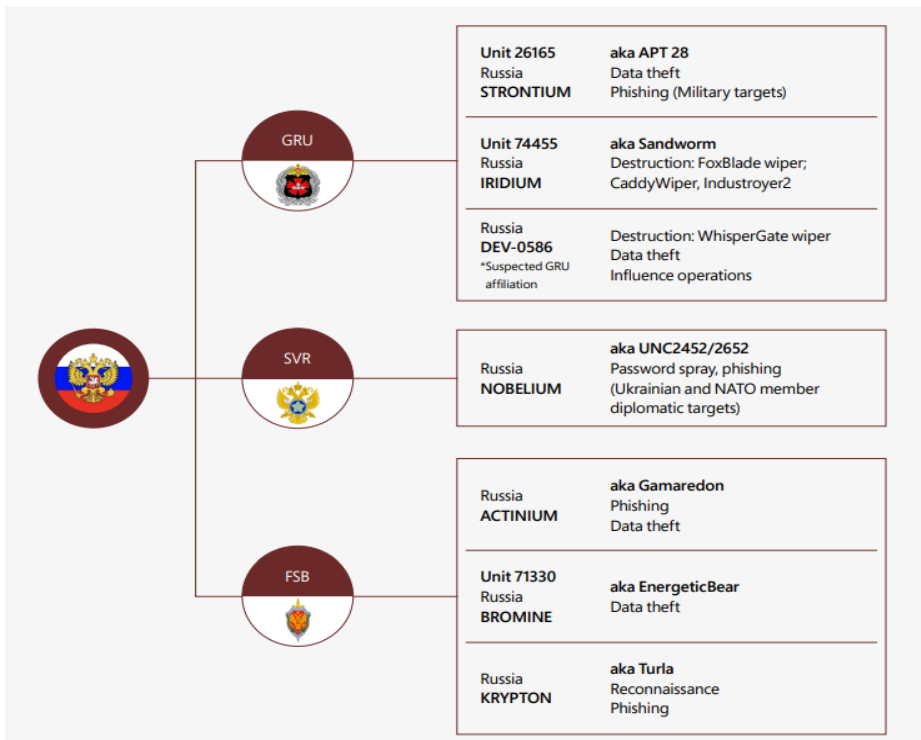 GRU
Unit 26165
Russia
STRONTIUM
aka APT 28
Data theft
Phishing (Military targets)
Unit 74455
Russia
IRIDIUM
aka Sandworm
Destruction: FoxBlade wiper;
CaddyWiper, Industroyer2
Russia
DEV-0586
*Suspected GRU
affiliation
Destruction: WhisperGate wiper
Data theft
Influence operations
SVR
Russia
NOBELIUM
aka UNC2452/2652
Password spray, phishing
(Ukrainian and NATO member
diplomatic targets)
FSB
Russia
ACTINIUM
aka Gamaredon
Phishing
Data theft
Unit 71330
Russia
BROMINE
aka EnergeticBear
Data theft
Russia
KRYPTON
aka Turla
Reconnaissance
Phishing